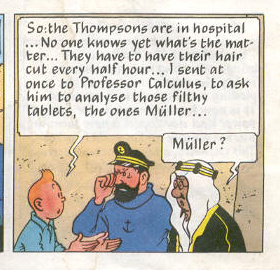 So: the Thompsons are in hospital
...No one knows yet what's the mat-
ter... They have to have their hair
cut every half hour... I sent at
once to Professor Calculus, to ask
him to analyse those filthy
tablets, the ones Müller...
Müller?